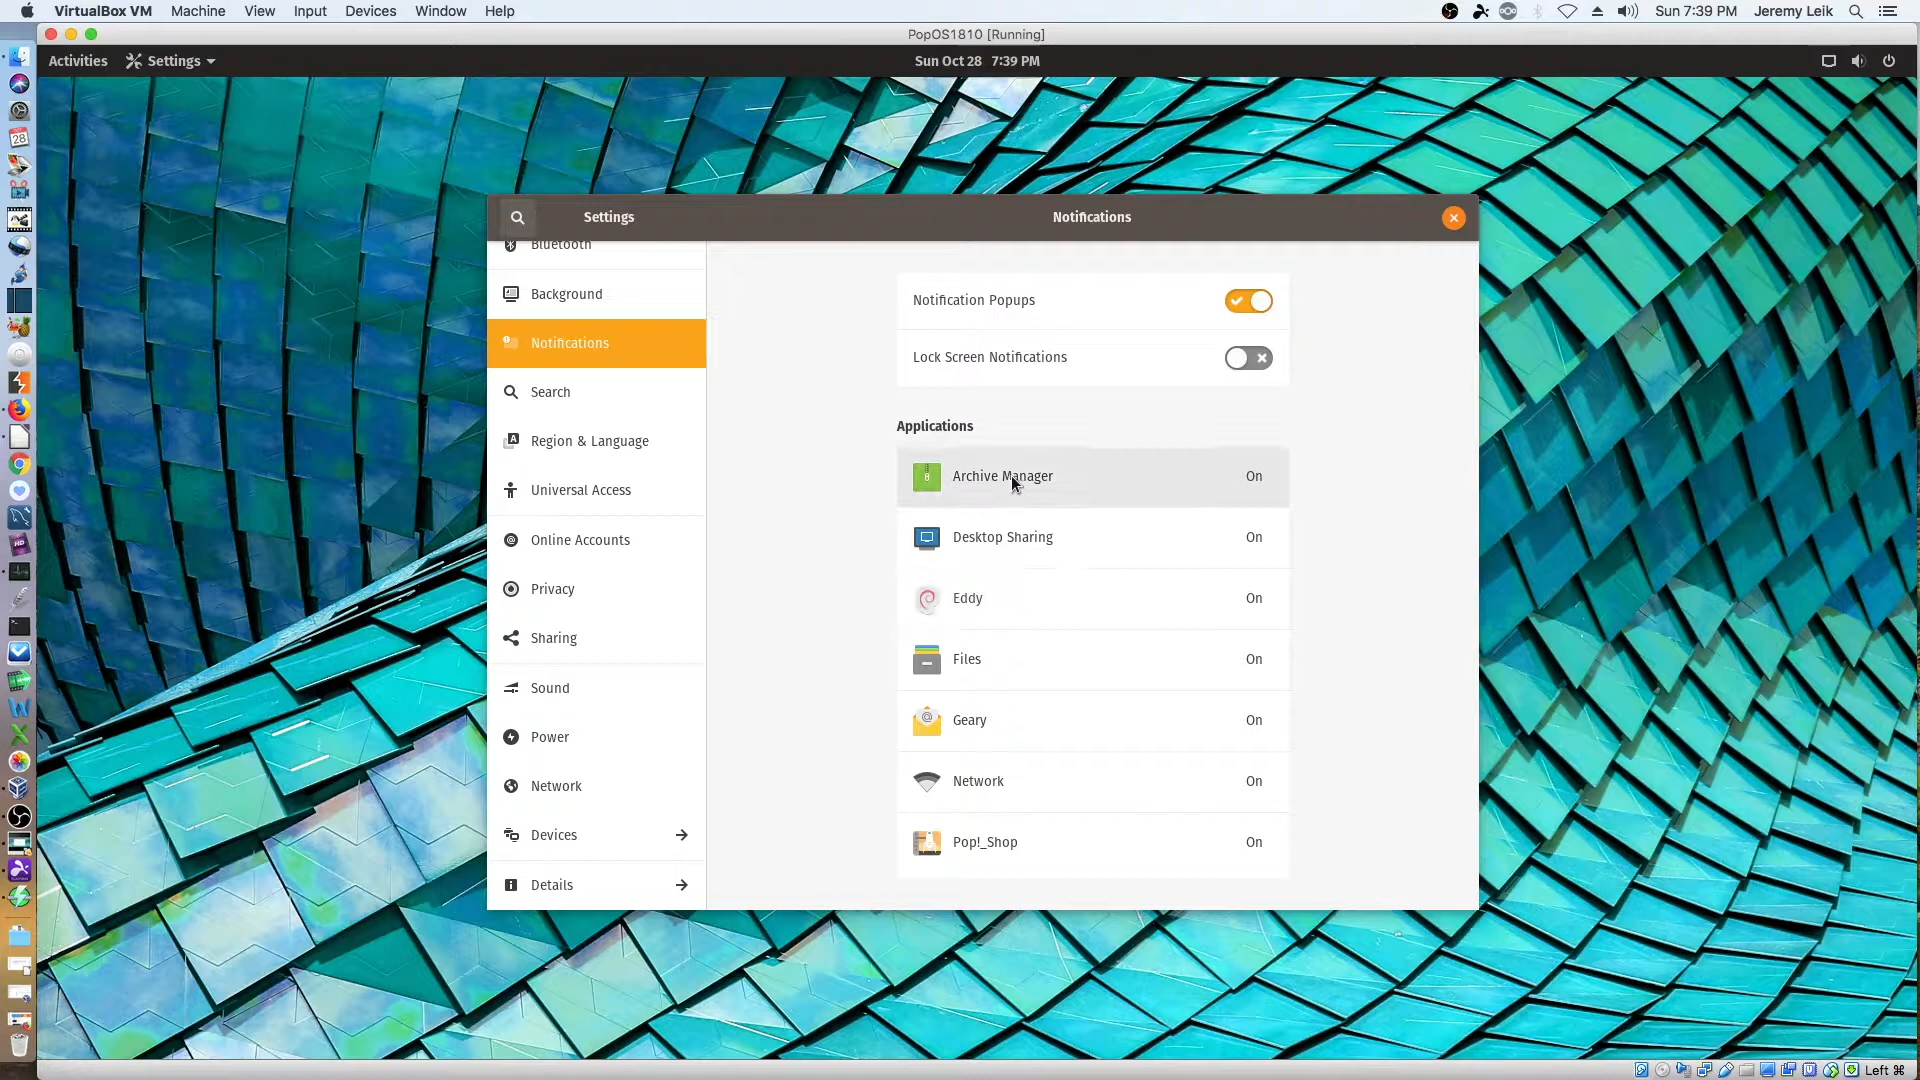 VirtualBox VM Machine View Input Devices Window Help Sun 7:39 PM Jeremy Leik
PopOS1810 [Running]
Activities Settings Sun Oct 28 7:39 PM
Settings Notifications
Bluetooth
Background
Notifications
Search
Region & Language
Universal Access
Online Accounts
Privacy
Sharing
Sound
Power
Network
Devices
Details
Notification Popups
Lock Screen Notifications
Applications
Archive Manager On
Desktop Sharing On
Eddy On
Files On
Geary On
Network On
Pop!_Shop On
Left ⌘